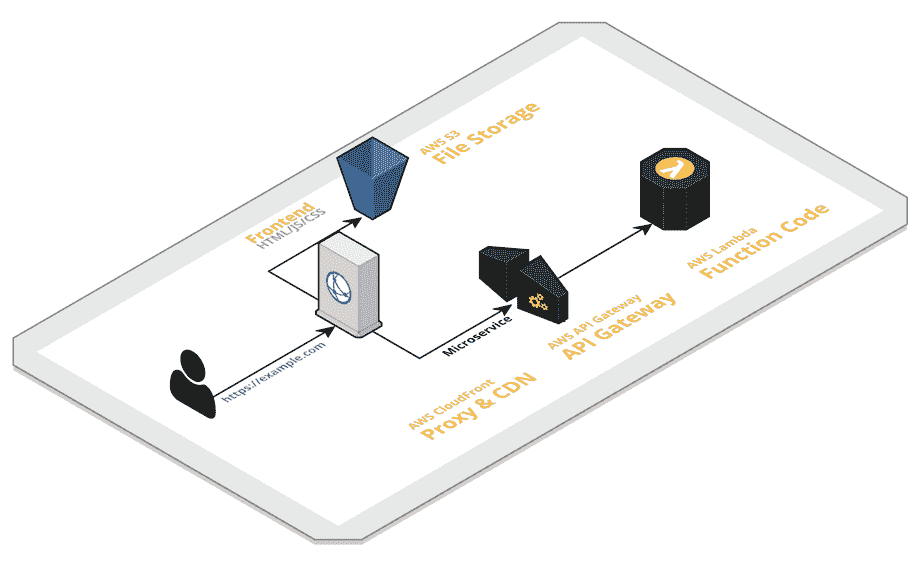 AWS S3
File Storage
Frontend
HTML/JS/CSS
AWS Lambda
Function Code
AWS API Gateway
API Gateway
Microservice
https://example.com
AWS CloudFront
Proxy & CDN